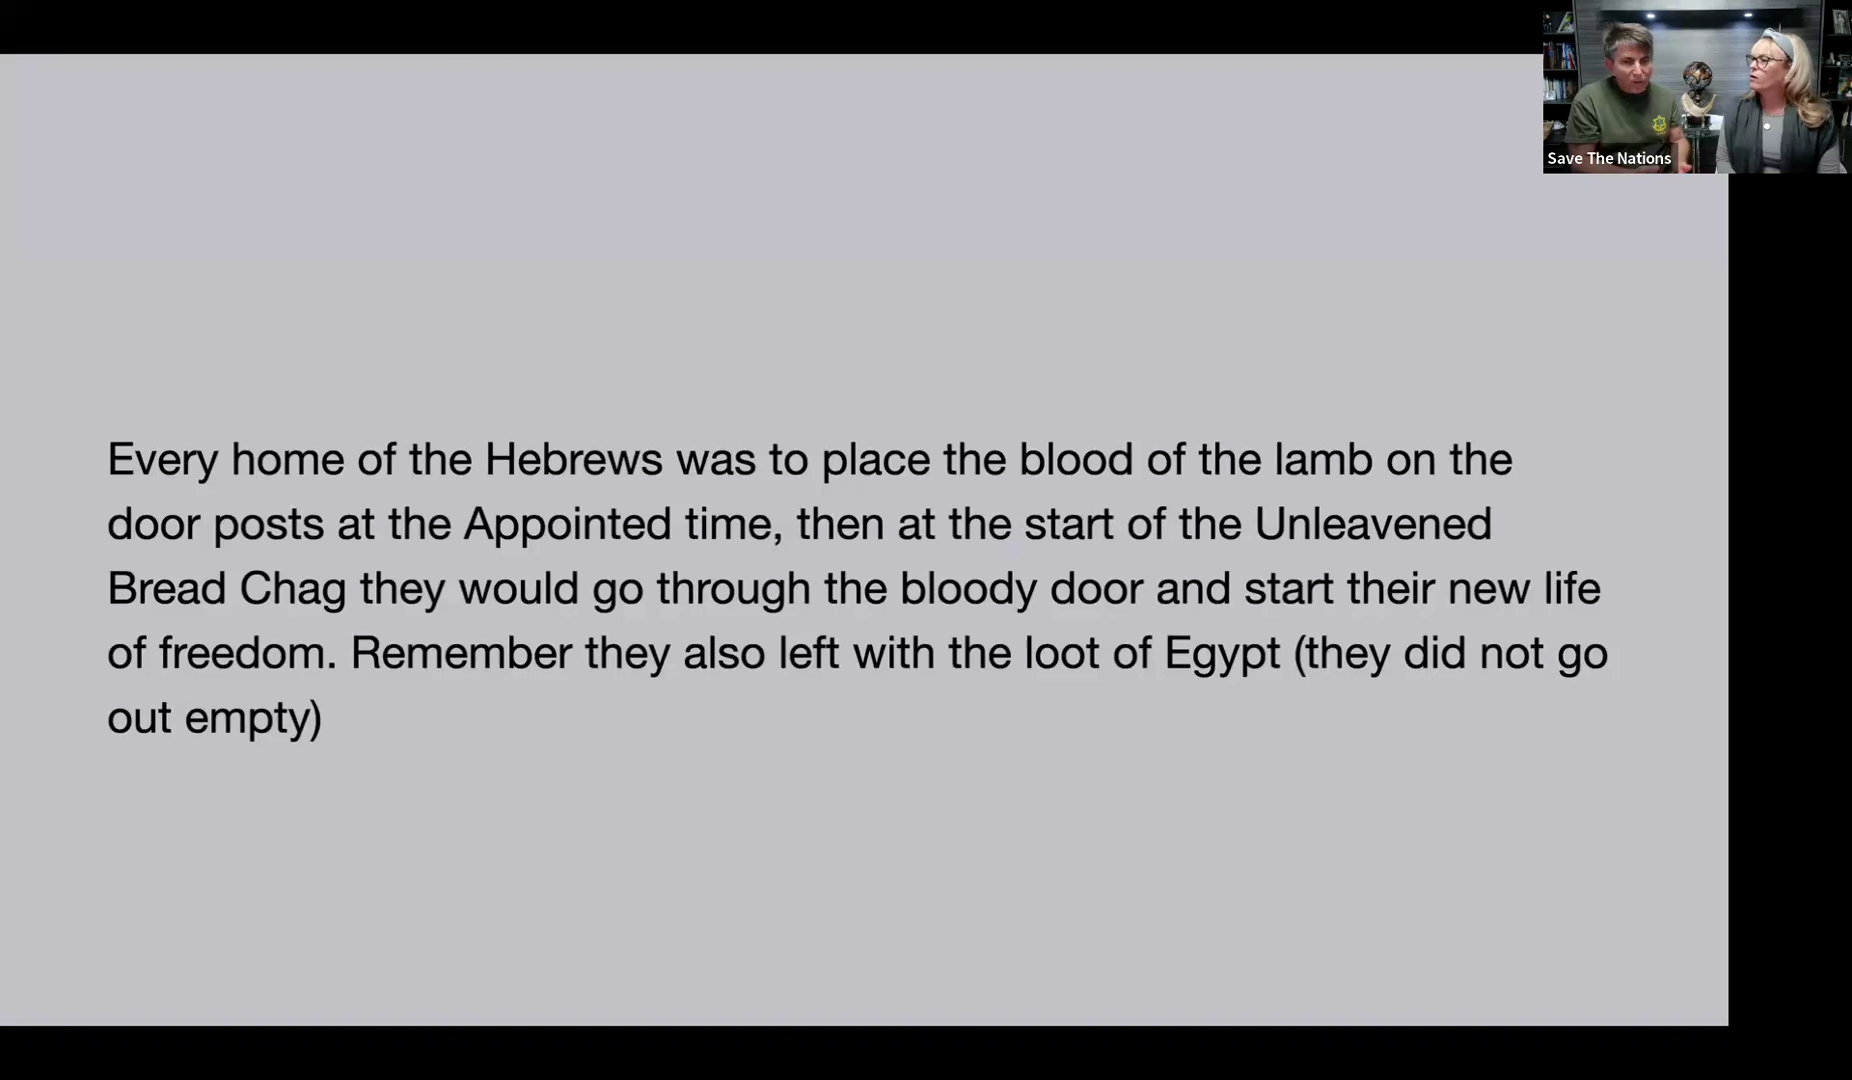 Save The Nations
Every home of the Hebrews was to place the blood of the lamb on the
door posts at the Appointed time, then at the start of the Unleavened
Bread Chag they would go through the bloody door and start their new life
of freedom. Remember they also left with the loot of Egypt (they did not go
out empty)